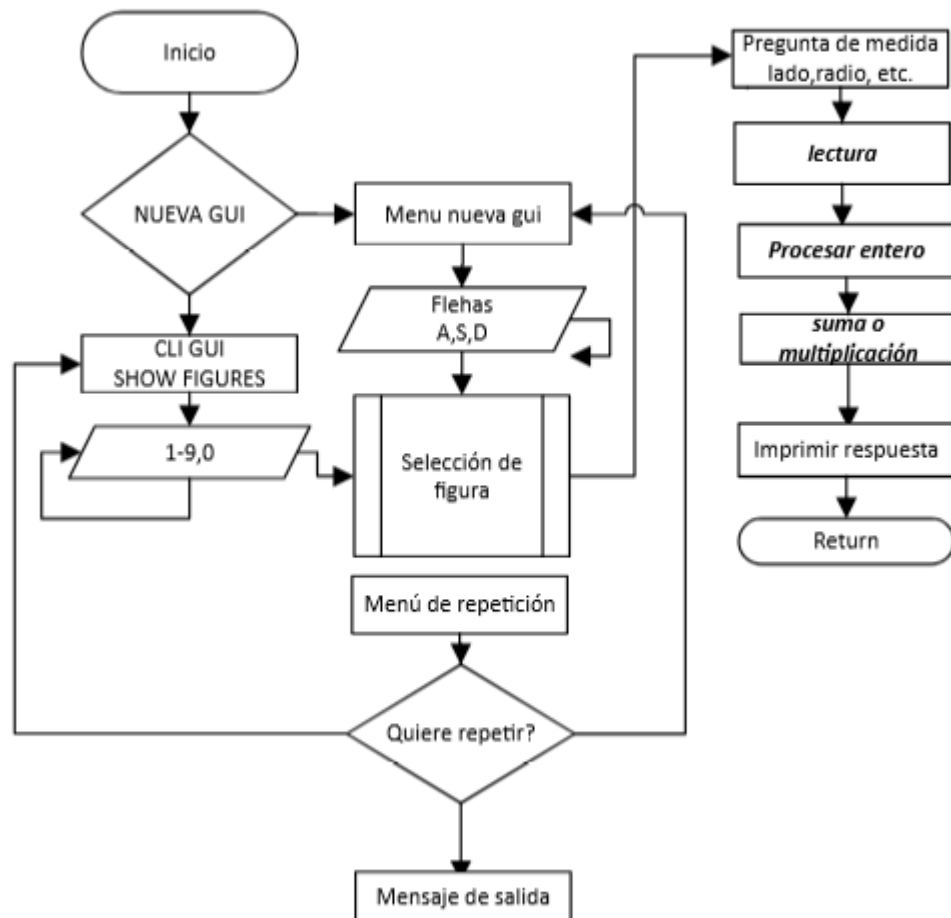 Inicio
NUEVA GUI
CLI GUI
SHOW FIGURES
1-9,0
Menu nueva gui
Flehas
A,S,D
Selección de
figura
Menú de repetición
Quiere repetir?
Mensaje de salida
Pregunta de medida
lado,radio, etc.
lectura
Procesar entero
suma o
multiplicación
Imprimir respuesta
Return